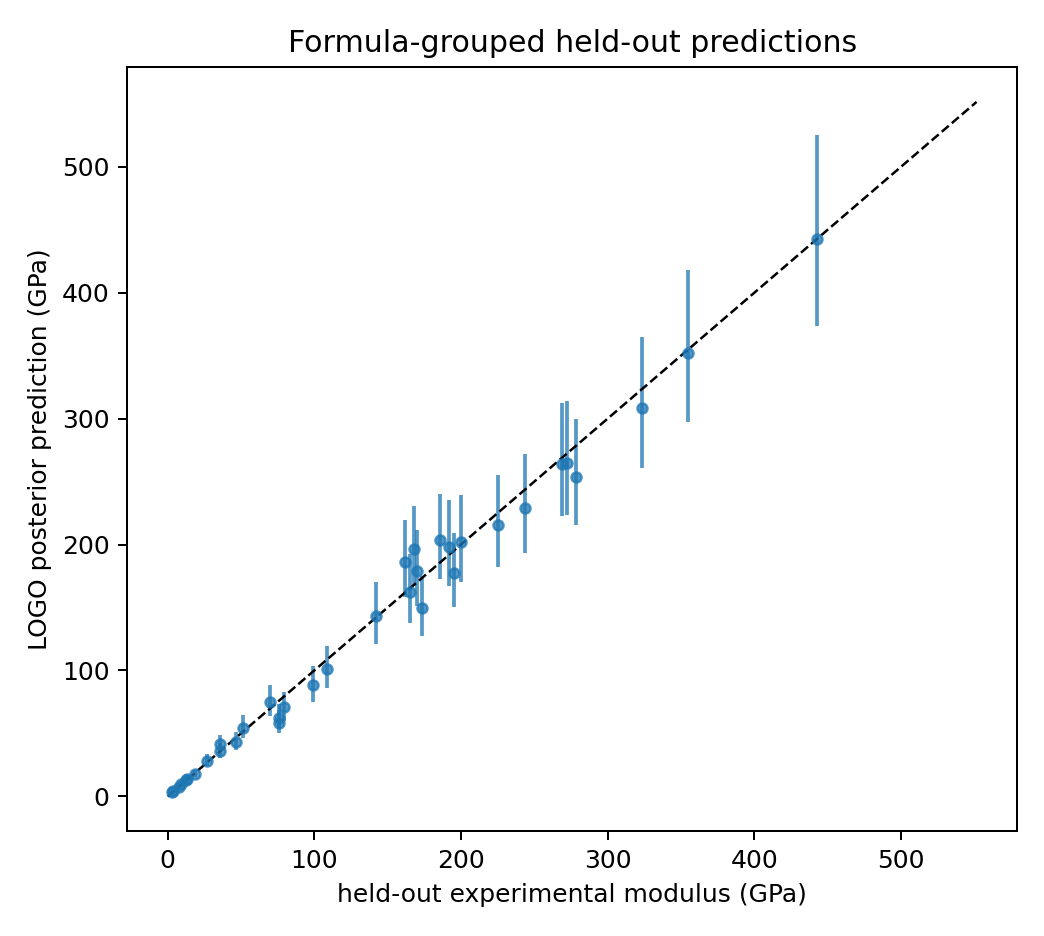 Formula-grouped held-out predictions
LOGO posterior prediction (GPa)
500
400
300
200
100
0
0 100 200 300 400 500
held-out experimental modulus (GPa)